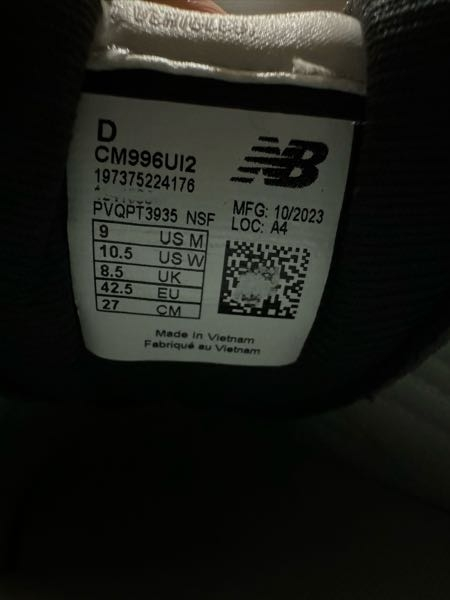 D
CM996UI2
197375224176
PVQPT3935 NSF
NB
MFG: 10/2023
LOC: A4
9 US M
10.5 US W
8.5 UK
42.5 EU
27 CM
Made in Vietnam
Fabriqué au Vietnam